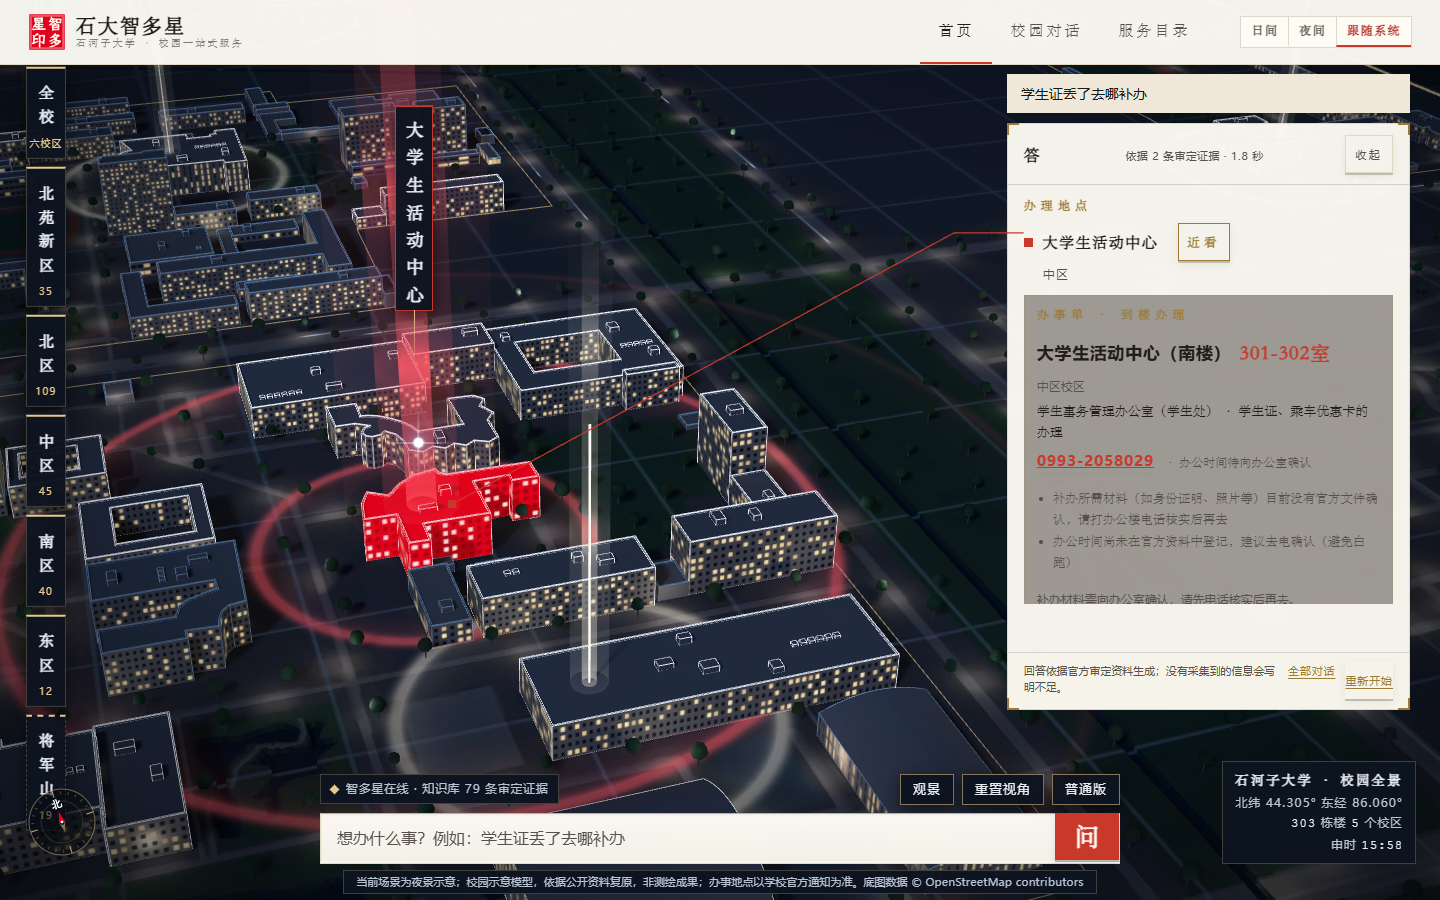 智多
星印
石大智多星
石河子大学 · 校园一站式服务
首页
校园对话
服务目录
日间
夜间
跟随系统
全校
六校区
北苑新区
35
北区
109
中区
45
南区
40
东区
12
将军山
19
北
大学生活动中心
学生证丢了去哪补办
答
依据 2 条审定证据 · 1.8 秒
收起
办理地点
大学生活动中心
近看
中区
办事单 · 到楼办理
大学生活动中心（南楼） 301-302室
中区校区
学生事务管理办公室（学生处） · 学生证、乘车优惠卡的
办理
0993-2058029 · 办公时间待向办公室确认
补办所需材料（如身份证明、照片等）目前没有官方文件确
认，请打办公楼电话核实后再去
办公时间尚未在官方资料中登记，建议去电确认（避免白
跑）
补办材料需向办公室确认，请先电话核实后再去。
回答依据官方审定资料生成；没有采集到的信息会写
明不足。
全部对话
重新开始
智多星在线 · 知识库 79 条审定证据
观景
重置视角
普通版
想办什么事？例如：学生证丢了去哪补办
问
石河子大学 · 校园全景
北纬 44.305° 东经 86.060°
303 栋楼 5 个校区
申时 15:58
当前场景为夜景示意；校园示意模型，依据公开资料复原，非测绘成果；办事地点以学校官方通知为准。底图数据 © OpenStreetMap contributors